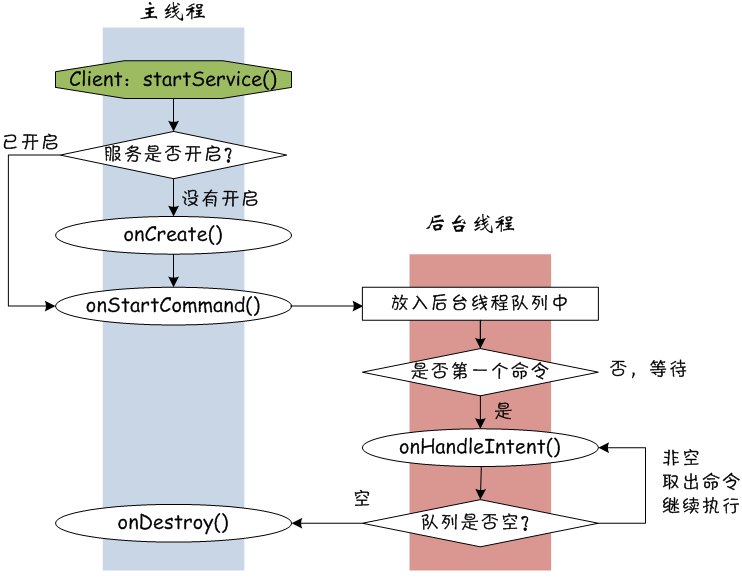 主线程
Client：startService()
已开启
服务是否开启？
没有开启
onCreate()
后台线程
onStartCommand()
放入后台线程队列中
是否第一个命令
否，等待
是
onHandleIntent()
非空
取出命令
继续执行
空
onDestroy()
队列是否空？